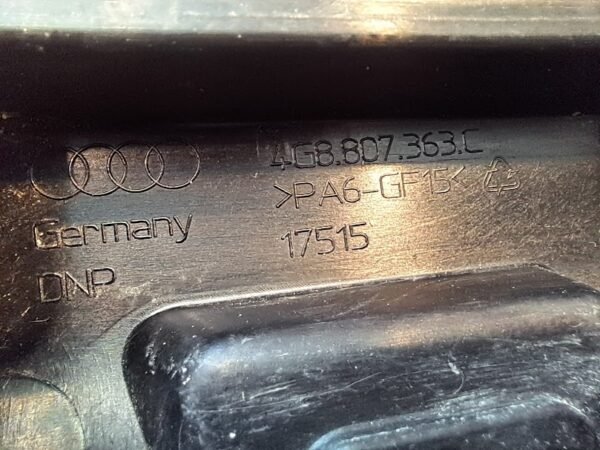 4G8.807.363.C
>PA6-GF15<
Germany
17515
DNP